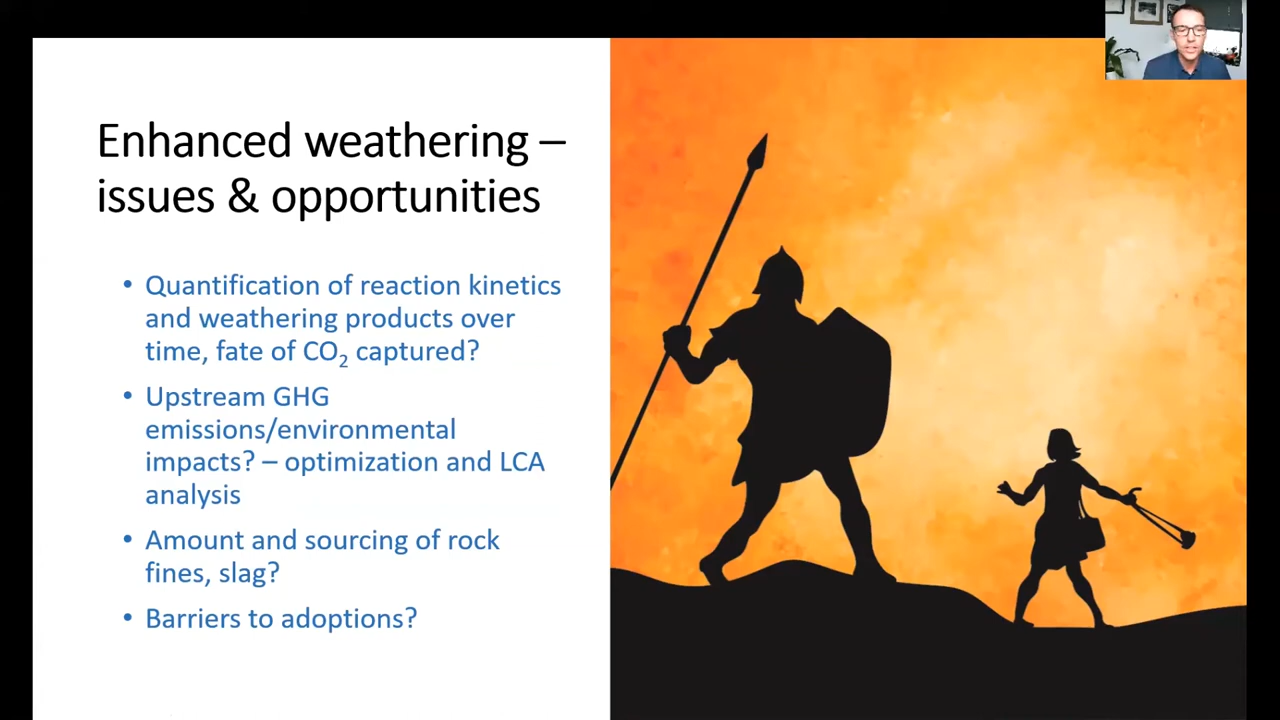 Enhanced weathering –
issues & opportunities
• Quantification of reaction kinetics
and weathering products over
time, fate of CO₂ captured?
• Upstream GHG
emissions/environmental
impacts? – optimization and LCA
analysis
• Amount and sourcing of rock
fines, slag?
• Barriers to adoptions?